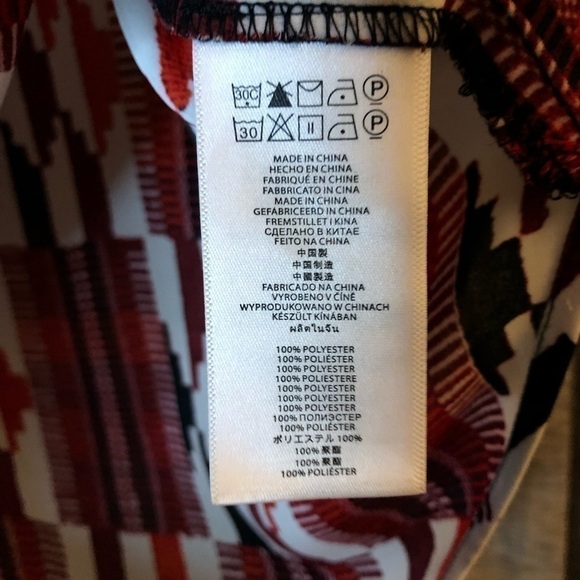 30C P
30 P
MADE IN CHINA
HECHO EN CHINA
FABRIQUÉ EN CHINE
FABBRICATO IN CINA
MADE IN CHINA
GEFABRICEERD IN CHINA
FREMSTILLET I KINA
СДЕЛАНО В КИТАЕ
FEITO NA CHINA
中国製
中国制造
中國製造
FABRICADO NA CHINA
VYROBENO V ČÍNĚ
WYPRODUKOWANO W CHINACH
KÉSZÜLT KÍNÁBAN
ผลิตในจีน
100% POLYESTER
100% POLIÉSTER
100% POLYESTER
100% POLIESTERE
100% POLYESTER
100% POLYESTER
100% POLYESTER
100% ПОЛИЭСТЕР
100% POLIÉSTER
ポリエステル 100%
100% 聚酯
100% 聚酯
100% POLIÉSTER